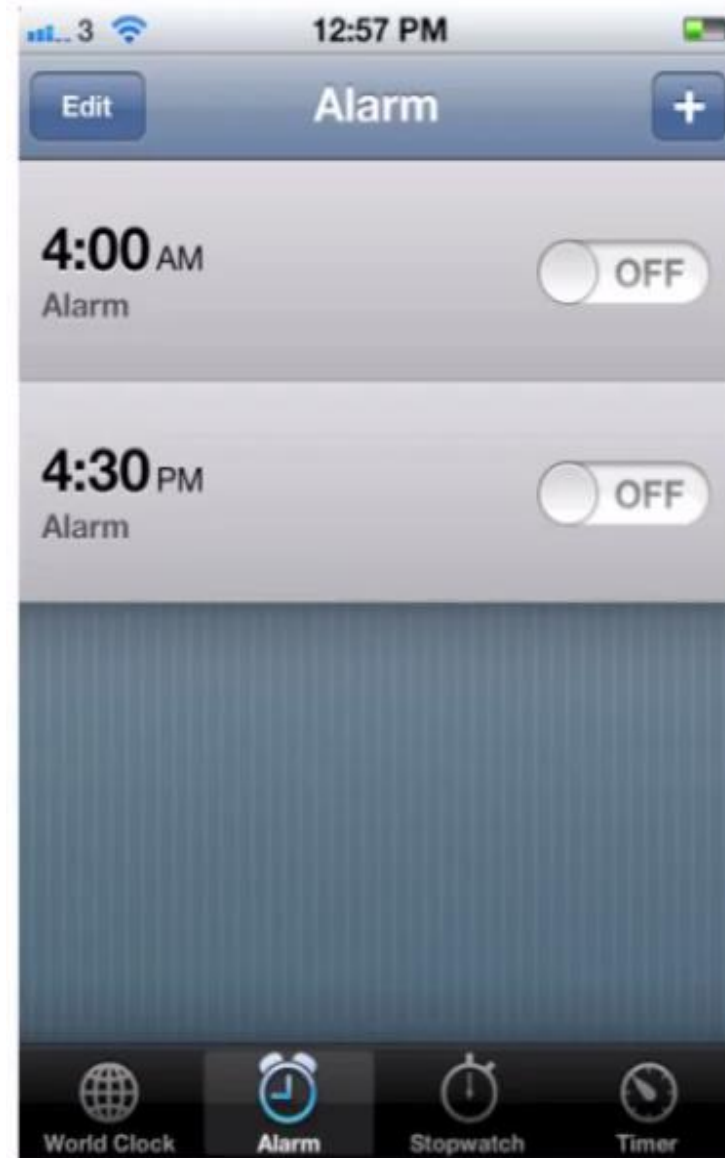 3 12:57 PM
Edit Alarm +
4:00 AM
Alarm
OFF
4:30 PM
Alarm
OFF
World Clock Alarm Stopwatch Timer